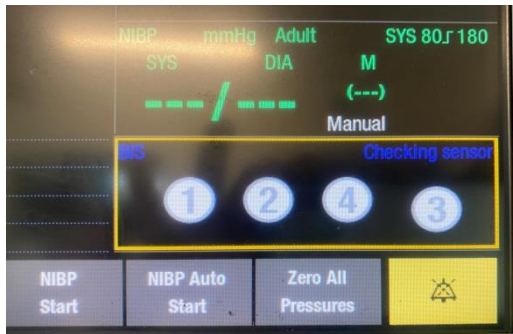 NIBP mmHg Adult SYS 80 180
SYS DIA M
---/--- (---)
Manual
BIS Checking sensor
1 2 4 3
NIBP Start
NIBP Auto Start
Zero All Pressures